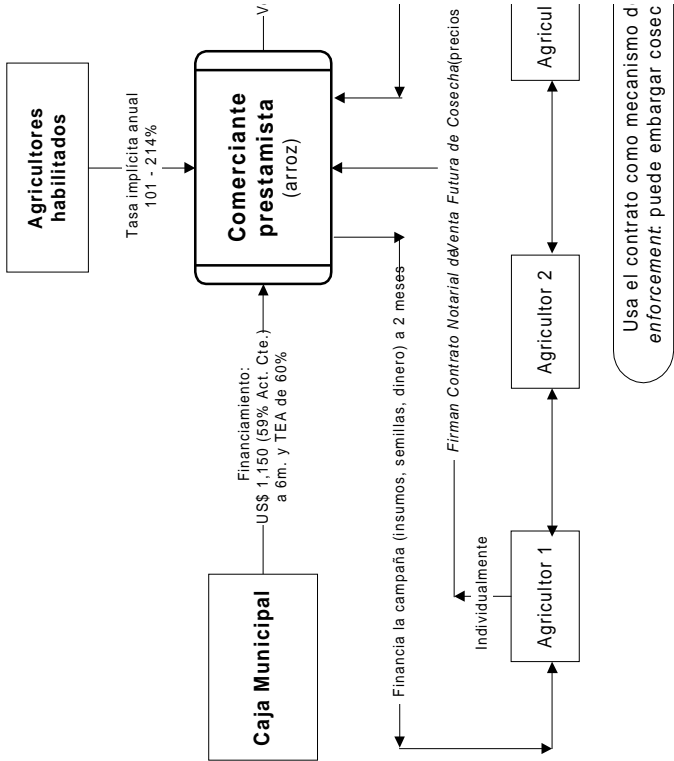 Agricultores
habilitados
Tasa implícita anual
101 - 214%
Comerciante
prestamista
(arroz)
Financiamiento:
US$ 1,150 (59% Act. Cte.)
a 6m. y TEA de 60%
Caja Municipal
Financia la campaña (insumos, semillas, dinero) a 2 meses
Firman Contrato Notarial de Venta Futura de Cosecha (precios
Individualmente
Agricultor 1
Agricultor 2
Agricul
Usa el contrato como mecanismo d
enforcement: puede embargar cosec